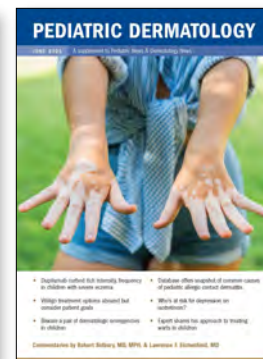 PEDIATRIC DERMATOLOGY
A supplement to Pediatric News & Dermatology News
• Dupilumab curbed itch intensity, frequency
in children with severe eczema
• Vitiligo treatment options abound but
consider patient goals
• Beware a pair of dermatologic emergencies
in children
• Database offers snapshot of common causes
of pediatric allergic contact dermatitis
• Who's at risk for depression on
isotretinoin?
• Expert shares his approach to treating
warts in children
Commentaries by Robert Sidbury, MD, MPH, & Lawrence F. Eichenfield, MD